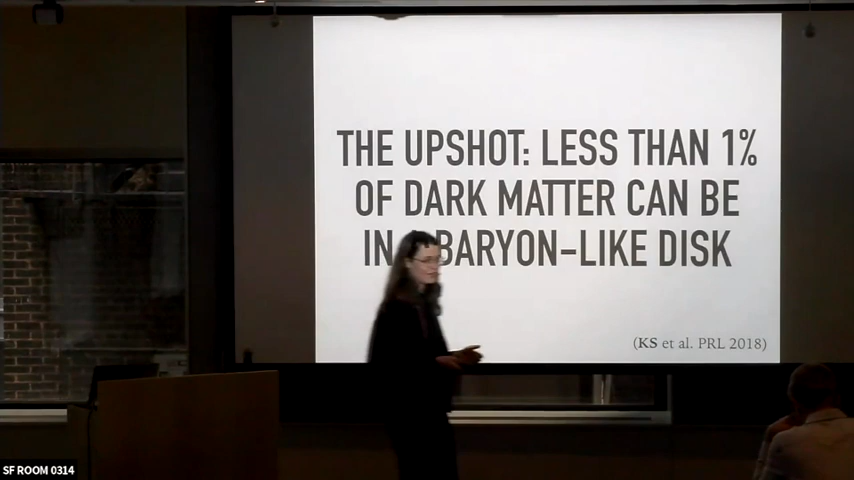 THE UPSHOT: LESS THAN 1%
OF DARK MATTER CAN BE
IN BARYON-LIKE DISK
(KS et al. PRL 2018)
SF ROOM 0314